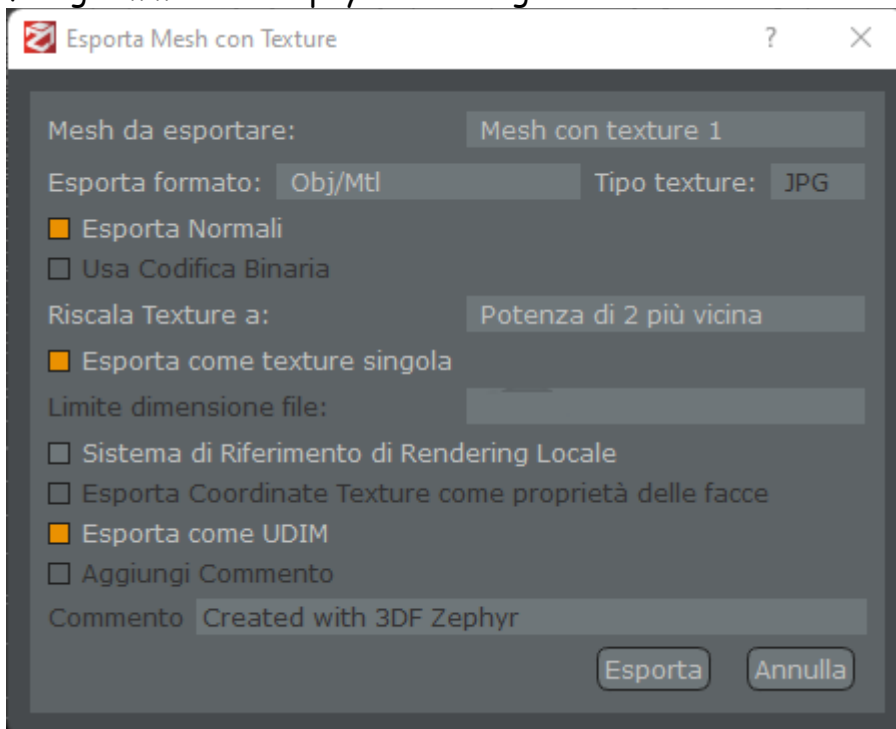 Esporta Mesh con Texture ?
Mesh da esportare: Mesh con texture 1
Esporta formato: Obj/Mtl Tipo texture: JPG
Esporta Normali
Usa Codifica Binaria
Riscala Texture a: Potenza di 2 più vicina
Esporta come texture singola
Limite dimensione file:
Sistema di Riferimento di Rendering Locale
Esporta Coordinate Texture come proprietà delle facce
Esporta come UDIM
Aggiungi Commento
Commento Created with 3DF Zephyr
Esporta Annulla